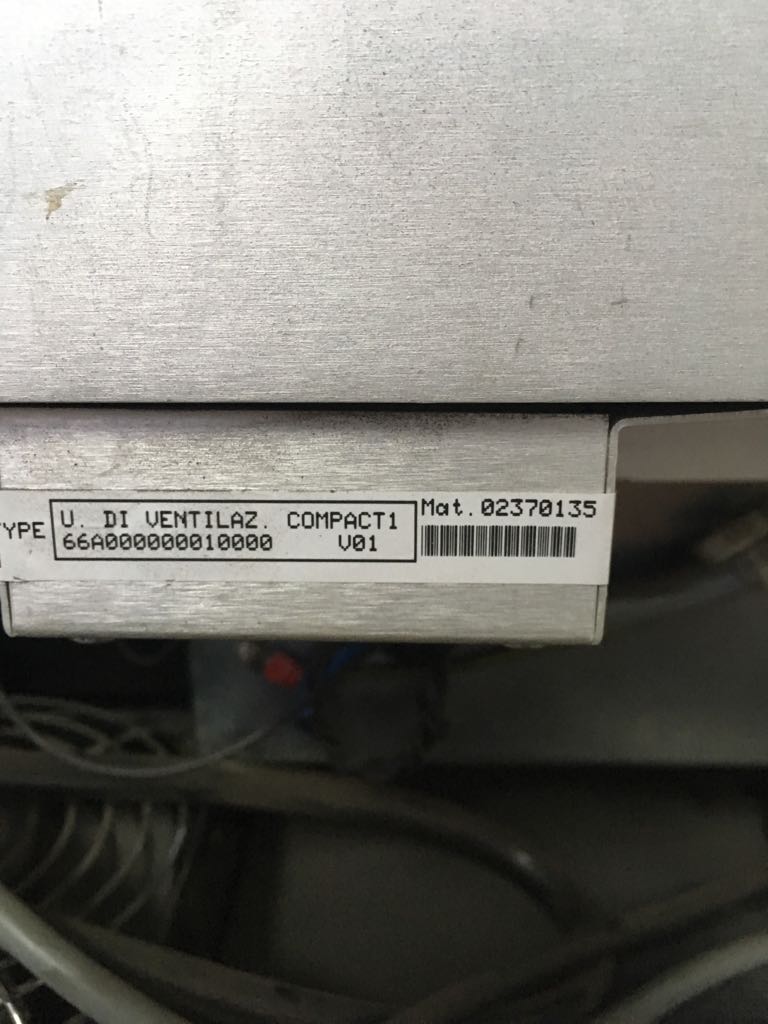 YPE
U. DI VENTILAZ. COMPACT1
66A000000010000 V01
Mat. 02370135